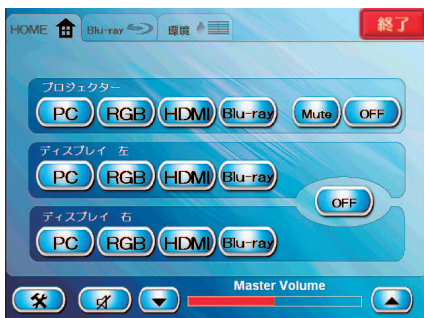 HOME Blu-ray 環境 終了
プロジェクター
PC RGB HDMI Blu-ray Mute OFF
ディスプレイ 左
PC RGB HDMI Blu-ray
OFF
ディスプレイ 右
PC RGB HDMI Blu-ray
Master Volume